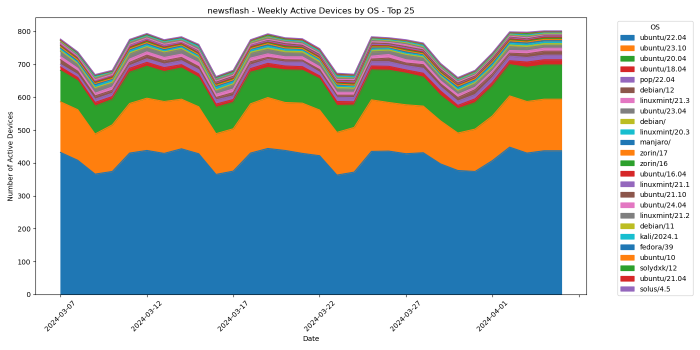 newsflash - Weekly Active Devices by OS - Top 25
OS
ubuntu/22.04
ubuntu/23.10
ubuntu/20.04
ubuntu/18.04
pop/22.04
debian/12
linuxmint/21.3
ubuntu/23.04
debian/
linuxmint/20.3
manjaro/
zorin/17
zorin/16
ubuntu/16.04
linuxmint/21.1
ubuntu/21.10
ubuntu/24.04
linuxmint/21.2
debian/11
kali/2024.1
fedora/39
ubuntu/10
solydxk/12
ubuntu/21.04
solus/4.5
Number of Active Devices
800
700
600
500
400
300
200
100
0
2024-03-07
2024-03-12
2024-03-17
2024-03-22
2024-03-27
2024-04-01
Date